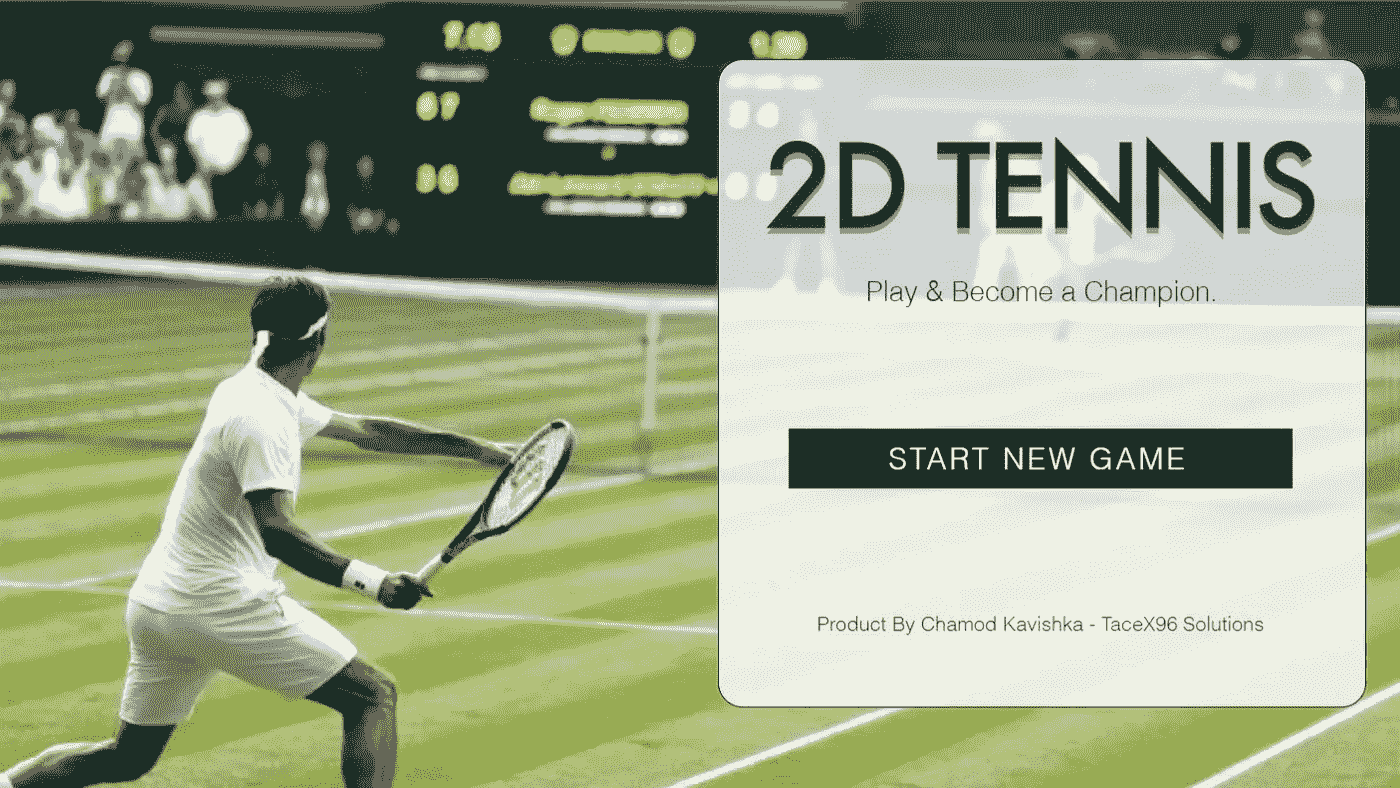 2D TENNIS
Play & Become a Champion.
START NEW GAME
Product By Chamod Kavishka - TaceX96 Solutions